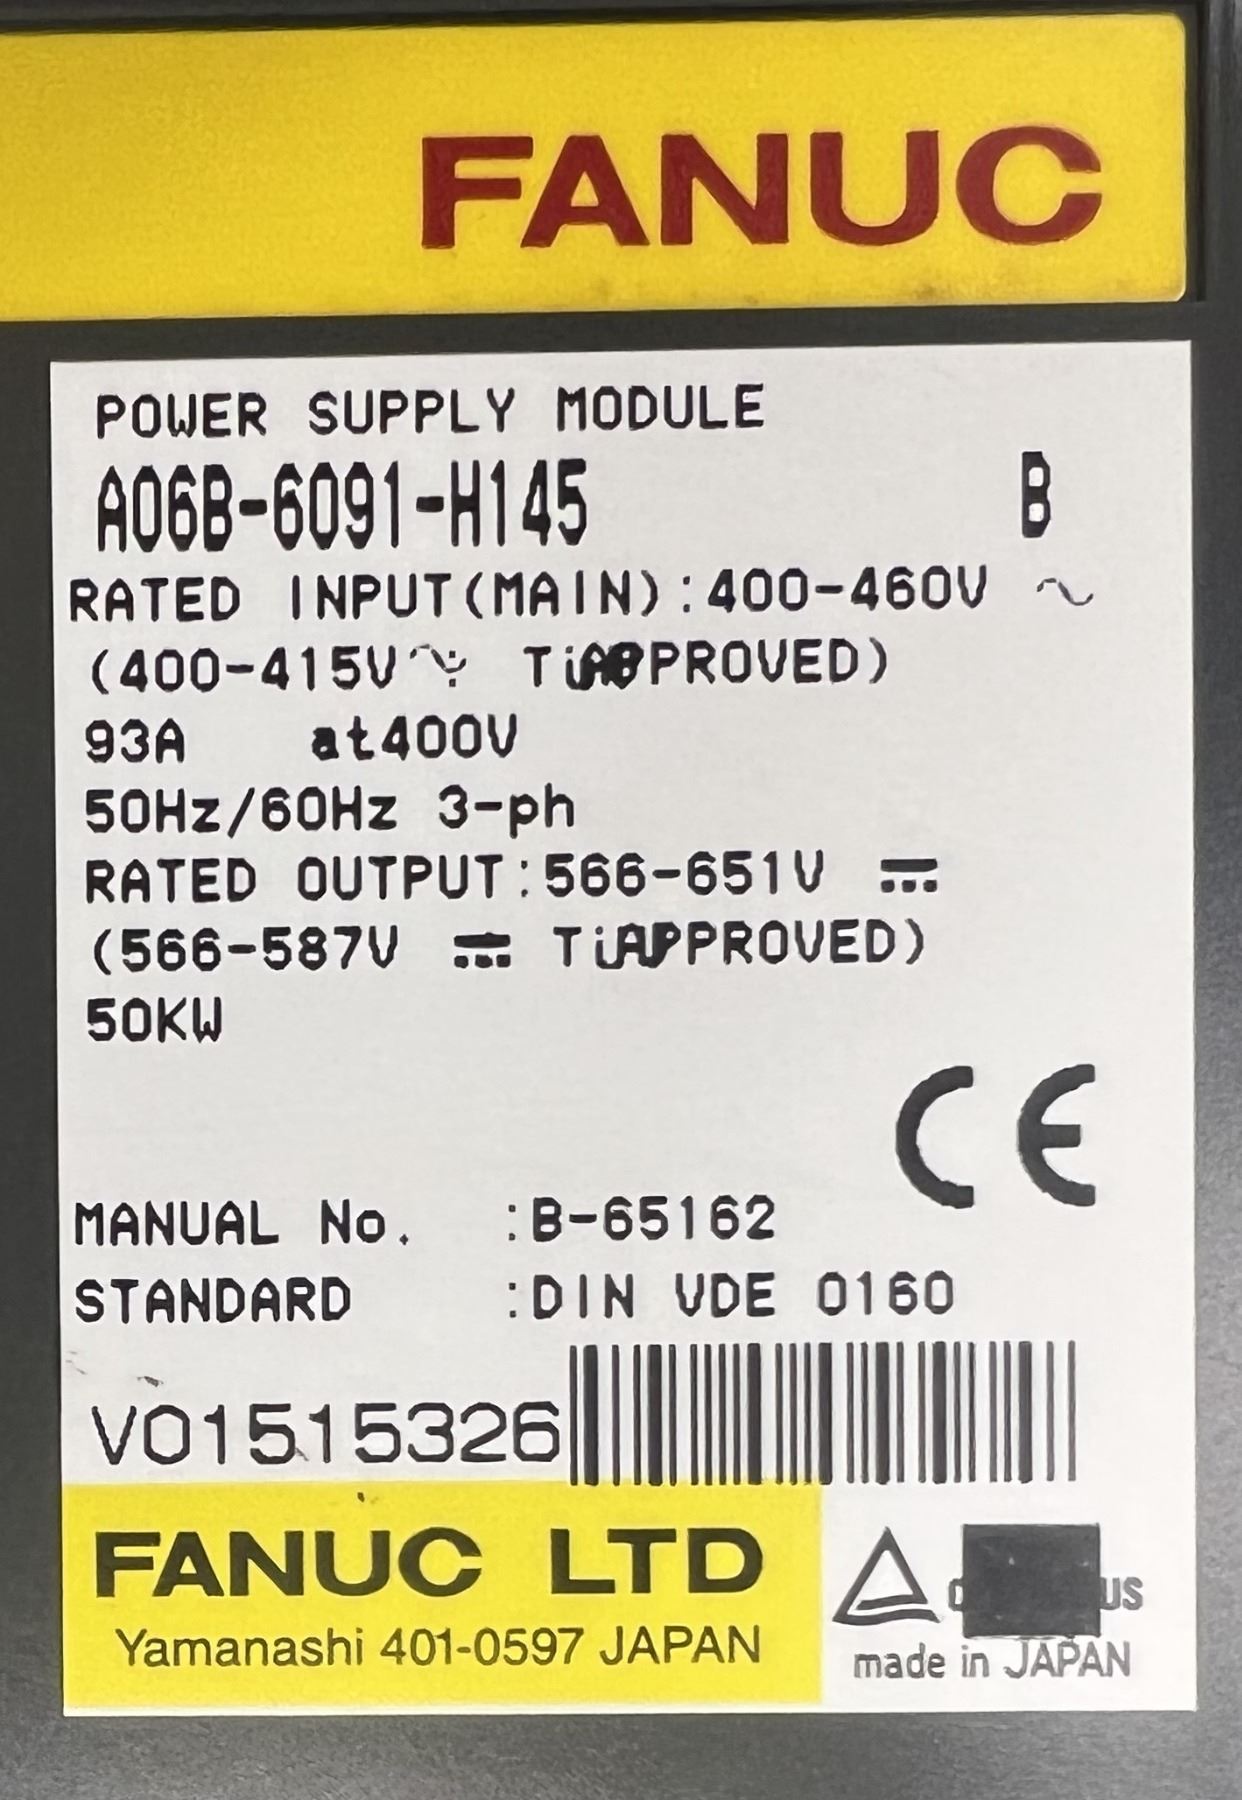 FANUC
POWER SUPPLY MODULE
A06B-6091-H145 B
RATED INPUT(MAIN):400-460V ~
(400-415V APPROVED)
93A at400V
50Hz/60Hz 3-ph
RATED OUTPUT:566-651V ⎓
(566-587V ⎓ APPROVED)
50KW
CE
MANUAL No. :B-65162
STANDARD :DIN VDE 0160
V01515326
FANUC LTD
Yamanashi 401-0597 JAPAN
US
made in JAPAN